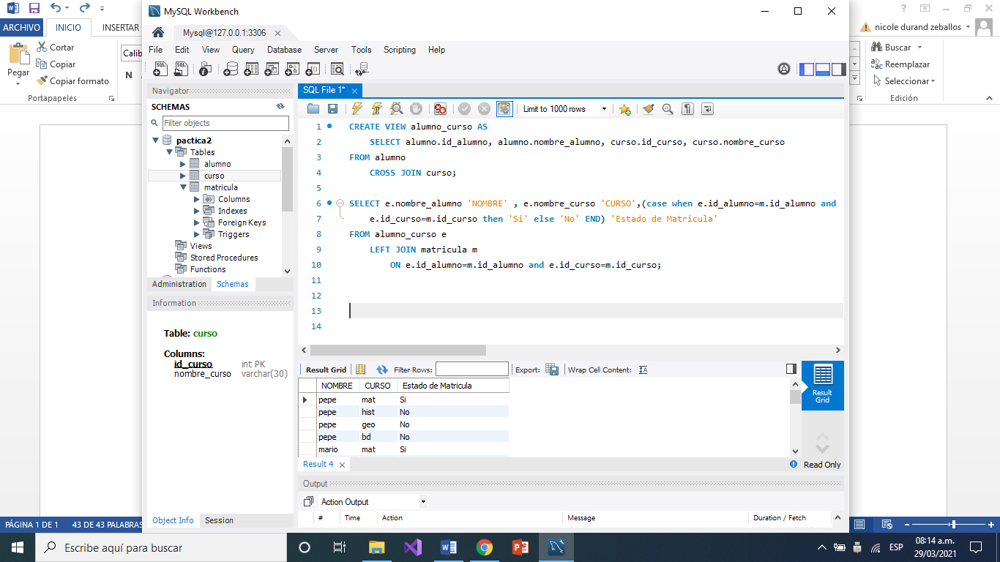 MySQL Workbench
nicole durand zeballos
ARCHIVO INICIO INSERTAR
Mysql@127.0.0.1:3306
File Edit View Query Database Server Tools Scripting Help
Cortar
Copiar
Copiar formato
Pegar
Portapapeles
Calib
N
Buscar
Reemplazar
Seleccionar
Edición
Navigator
SCHEMAS
Filter objects
pactica2
Tables
alumno
curso
matricula
Columns
Indexes
Foreign Keys
Triggers
Views
Stored Procedures
Functions
Administration Schemas
Information
Table: curso
Columns:
id_curso int PK
nombre_curso varchar(30)
Object Info Session
SQL File 1*
Limit to 1000 rows
1 CREATE VIEW alumno_curso AS
2 SELECT alumno.id_alumno, alumno.nombre_alumno, curso.id_curso, curso.nombre_curso
3 FROM alumno
4 CROSS JOIN curso;
5
6 SELECT e.nombre_alumno 'NOMBRE' , e.nombre_curso 'CURSO',(case when e.id_alumno=m.id_alumno and
7 e.id_curso=m.id_curso then 'Si' else 'No' END) 'Estado de Matricula'
8 FROM alumno_curso e
9 LEFT JOIN matricula m
10 ON e.id_alumno=m.id_alumno and e.id_curso=m.id_curso;
11
12
13
14
Result Grid Filter Rows: Export: Wrap Cell Content: IA
NOMBRE CURSO Estado de Matricula
pepe mat Si
pepe hist No
pepe geo No
pepe bd No
mario mat Si
Result Grid
Result 4 Read Only
Output
Action Output
# Time Action Message Duration / Fetch
PÁGINA 1 DE 1 43 DE 43 PALABRAS
Escribe aquí para buscar
ESP
08:14 a.m.
29/03/2021